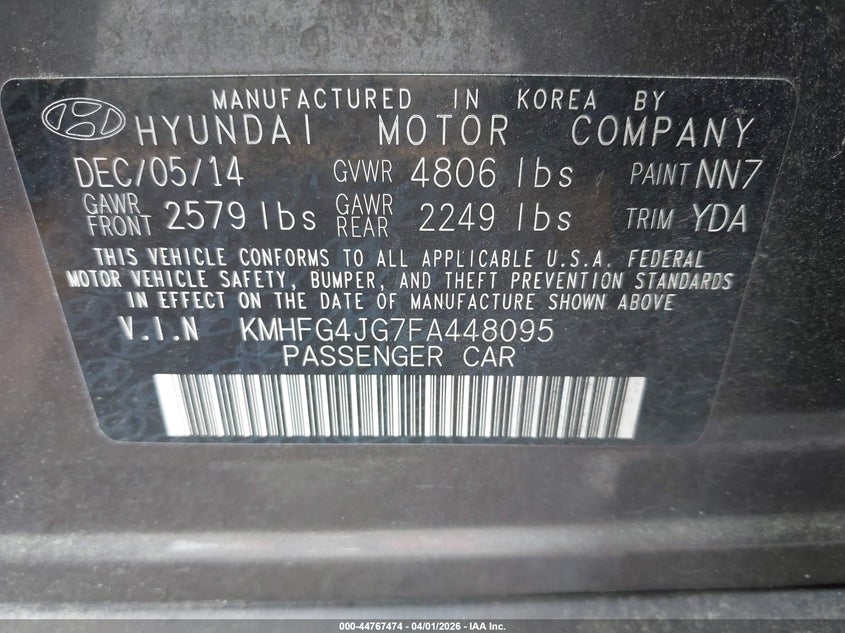 MANUFACTURED IN KOREA BY
HYUNDAI MOTOR COMPANY
DEC/05/14 GVWR 4806 lbs PAINT NN7
GAWR FRONT 2579 lbs GAWR REAR 2249 lbs TRIM YDA
THIS VEHICLE CONFORMS TO ALL APPLICABLE U.S.A. FEDERAL
MOTOR VEHICLE SAFETY, BUMPER, AND THEFT PREVENTION STANDARDS
IN EFFECT ON THE DATE OF MANUFACTURE SHOWN ABOVE
V.I.N KMHFG4JG7FA448095
PASSENGER CAR
000-44767474 | 04/01/2026 - IAA Inc.